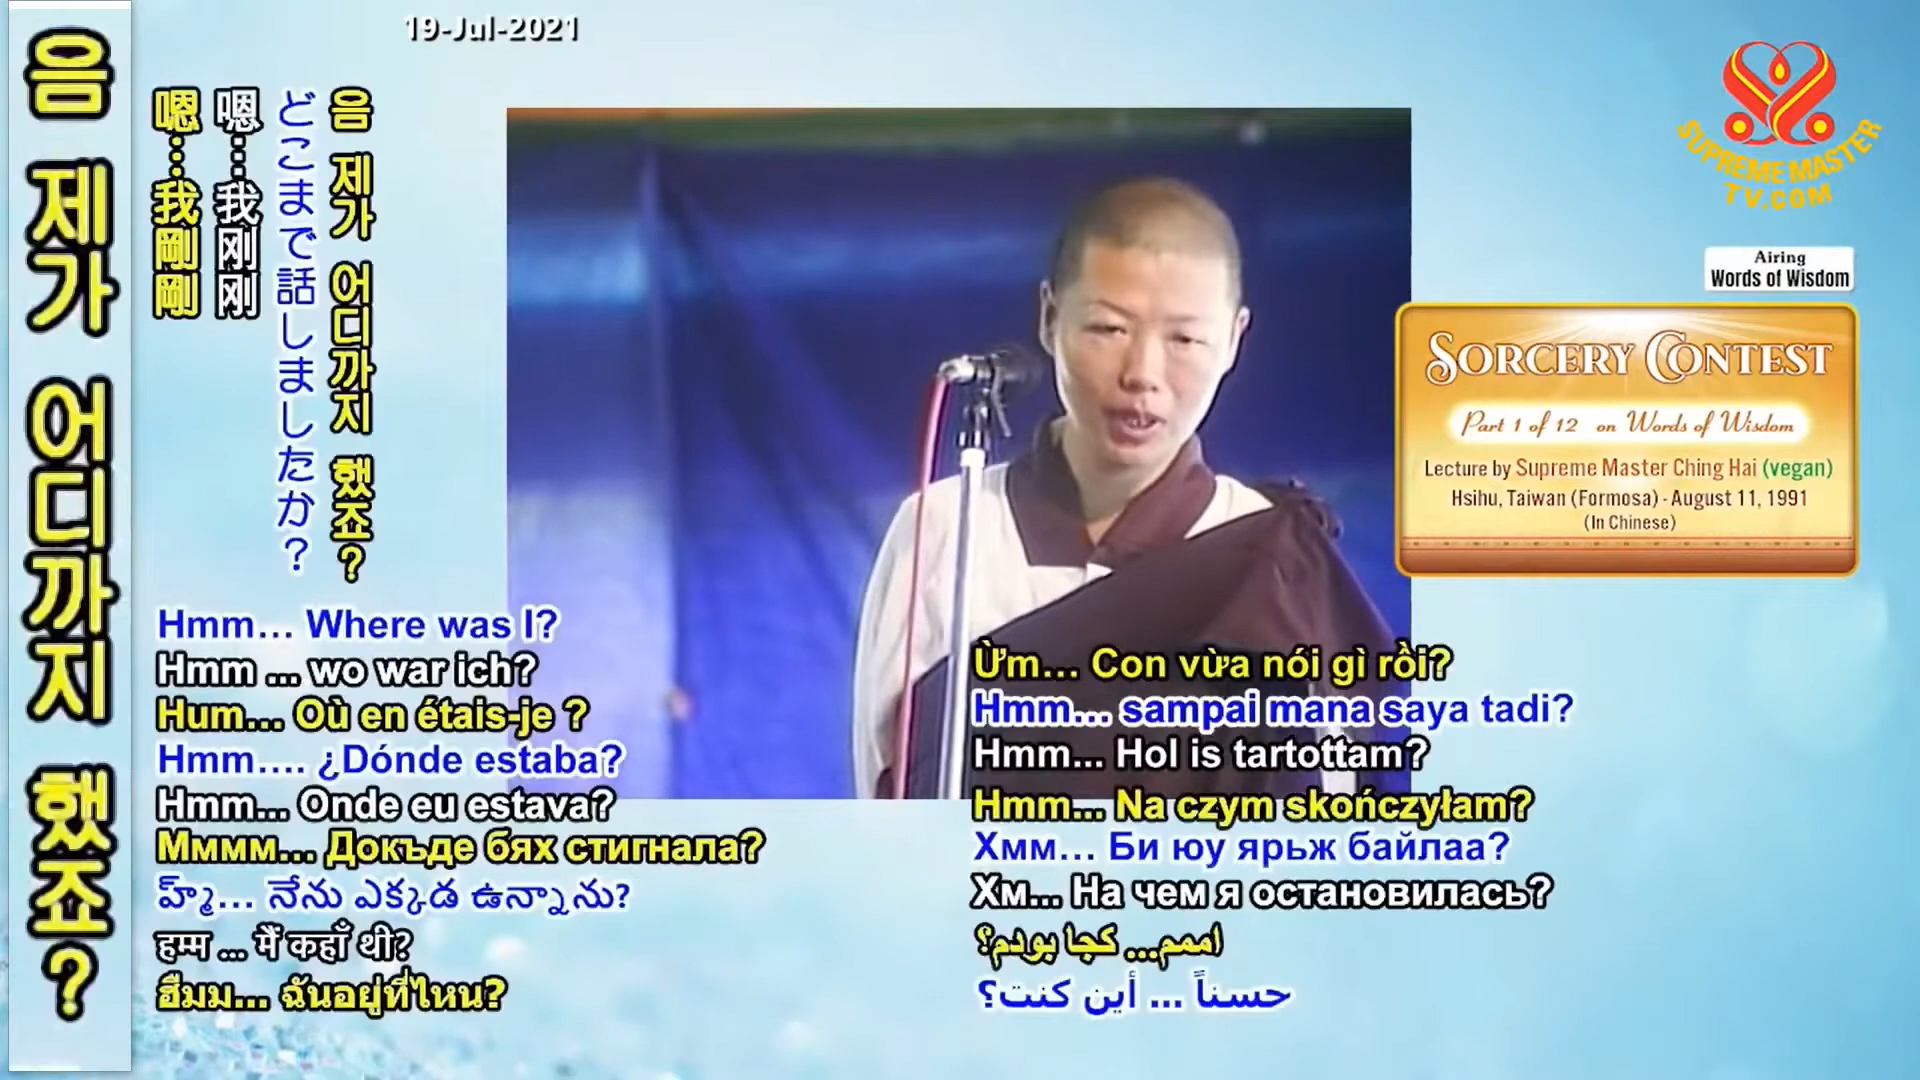 19-Jul-2021
음 제가 어디까지 했죠?
嗯…我剛剛
嗯…我刚刚
どこまで話しましたか？
음 제가 어디까지 했죠?
SUPREME MASTER
TV.COM
Airing
Words of Wisdom
SORCERY CONTEST
Part 1 of 12 on Words of Wisdom
Lecture by Supreme Master Ching Hai (vegan)
Hsihu, Taiwan (Formosa) - August 11, 1991
(In Chinese)
Hmm… Where was I?
Hmm ... wo war ich?
Hum... Où en étais-je ?
Hmm…. ¿Dónde estaba?
Hmm... Onde eu estava?
Мммм... Докъде бях стигнала?
హ్మ్... నేను ఎక్కడ ఉన్నాను?
हम्म ... मैं कहाँ थी?
ฮืมม... ฉันอยู่ที่ไหน?
Ừm… Con vừa nói gì rồi?
Hmm... sampai mana saya tadi?
Hmm... Hol is tartottam?
Hmm... Na czym skończyłam?
Хмм… Би юу ярьж байлаа?
Хм... На чем я остановилась?
اممم... کجا بودم؟
حسناً ... أين كنت؟